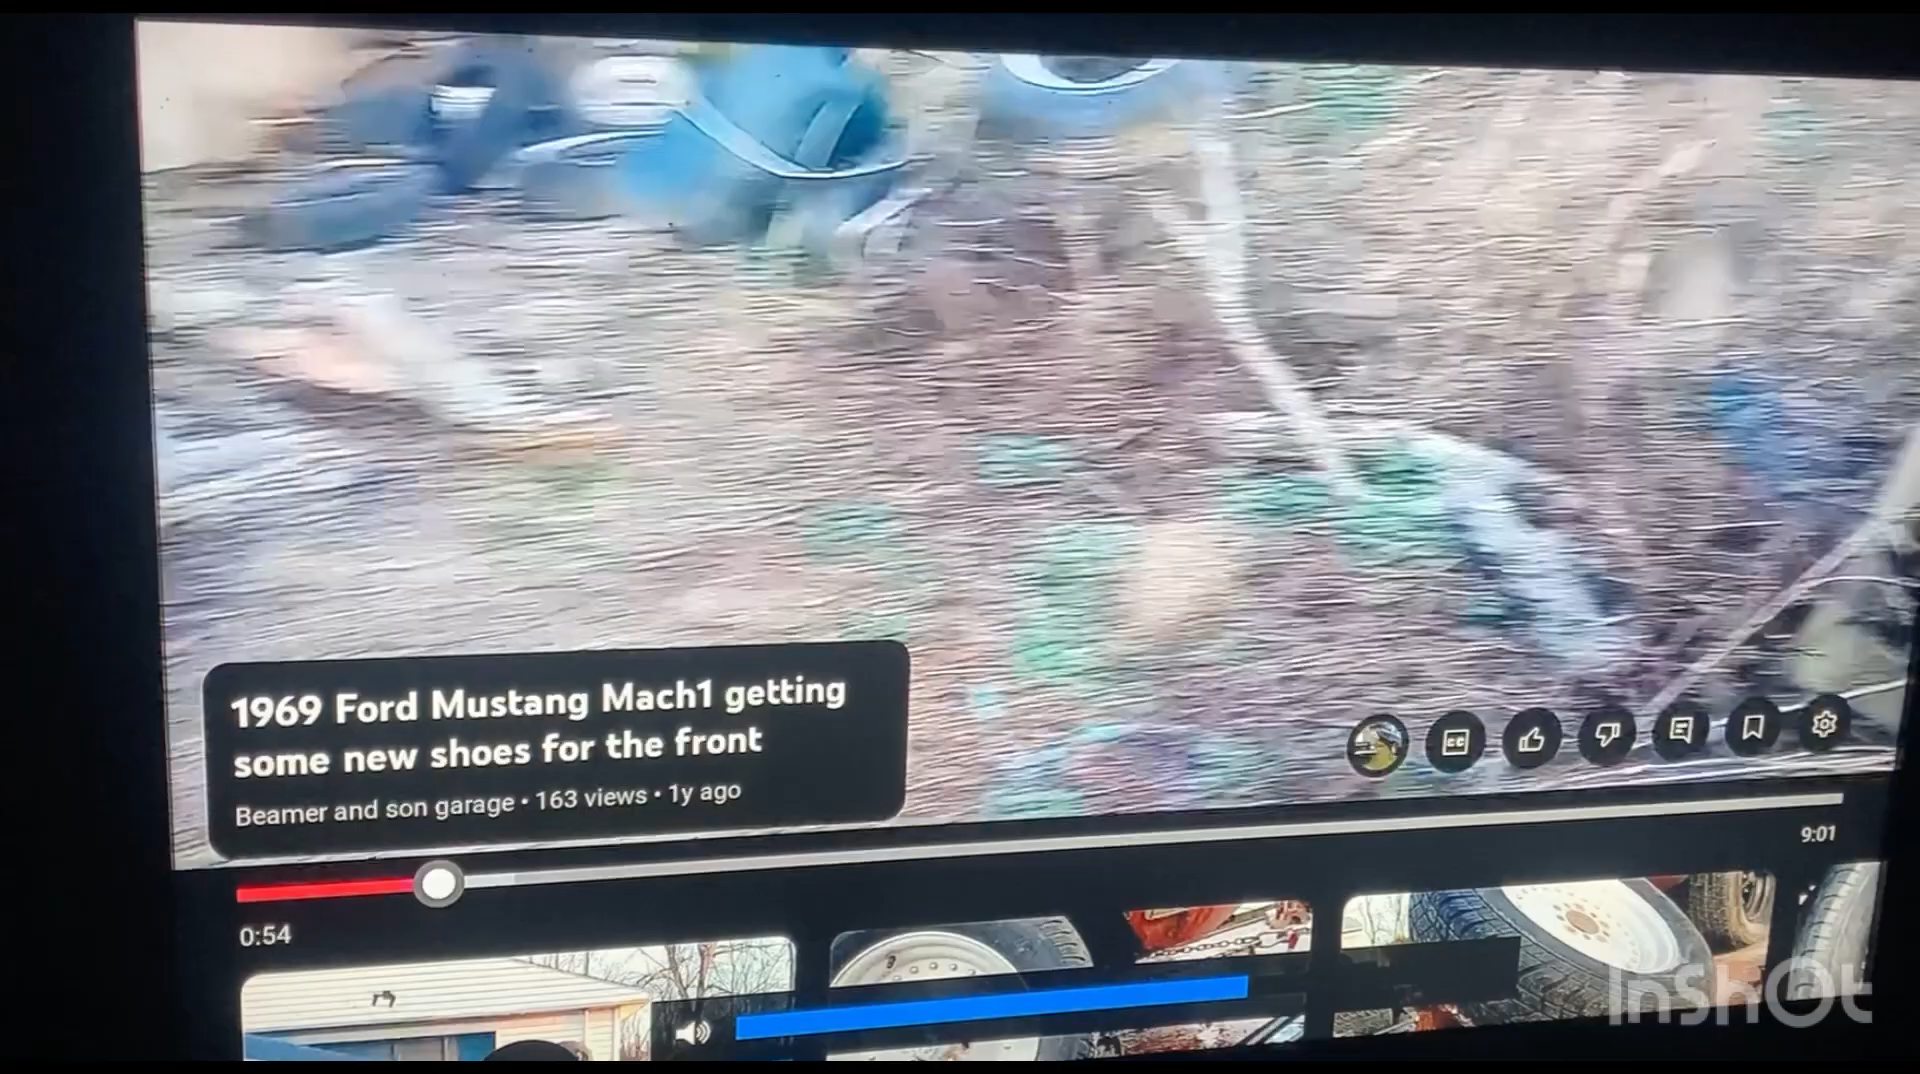 1969 Ford Mustang Mach1 getting
some new shoes for the front
Beamer and son garage • 163 views • 1y ago
CC
9:01
0:54
InShOt